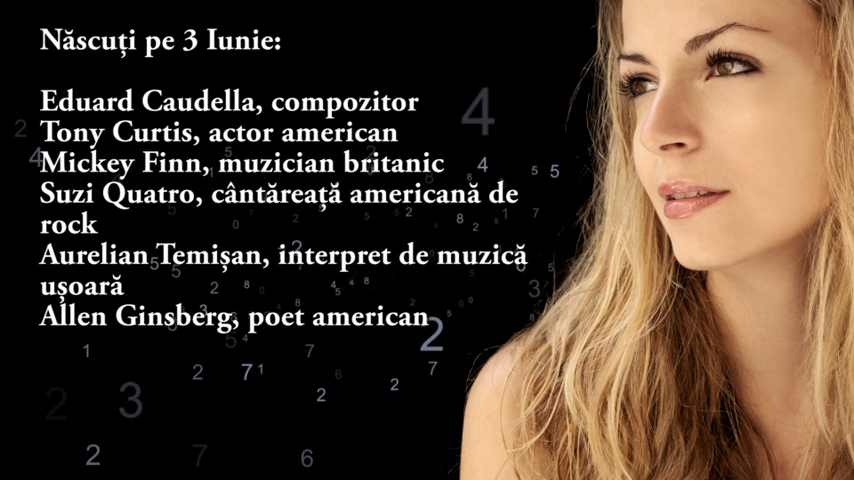 Născuți pe 3 Iunie:
Eduard Caudella, compozitor
Tony Curtis, actor american
Mickey Finn, muzician britanic
Suzi Quatro, cântăreață americană de
rock
Aurelian Temișan, interpret de muzică
ușoară
Allen Ginsberg, poet american